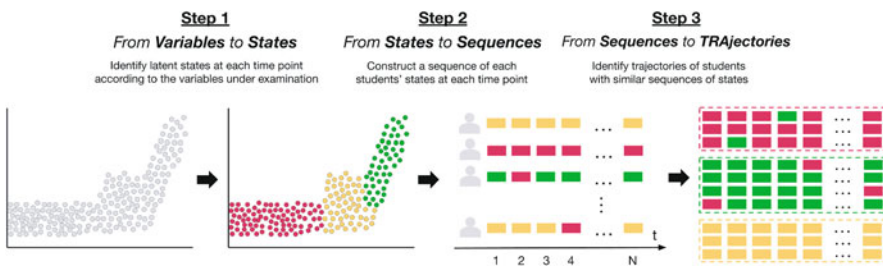 Step 1
From Variables to States
Identify latent states at each time point
according to the variables under examination
Step 2
From States to Sequences
Construct a sequence of each
students' states at each time point
Step 3
From Sequences to TRAjectories
Identify trajectories of students
with similar sequences of states
...
...
...
...
...
t
1 2 3 4 N
...
...
...
...
...
...
...
...
...
...